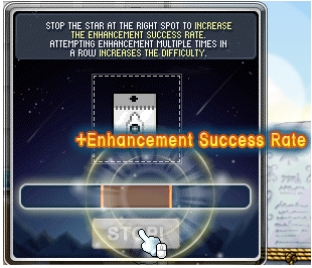 STOP THE STAR AT THE RIGHT SPOT TO INCREASE
THE ENHANCEMENT SUCCESS RATE.
ATTEMPTING ENHANCEMENT MULTIPLE TIMES IN
A ROW INCREASES THE DIFFICULTY.
+Enhancement Success Rate
STOP!